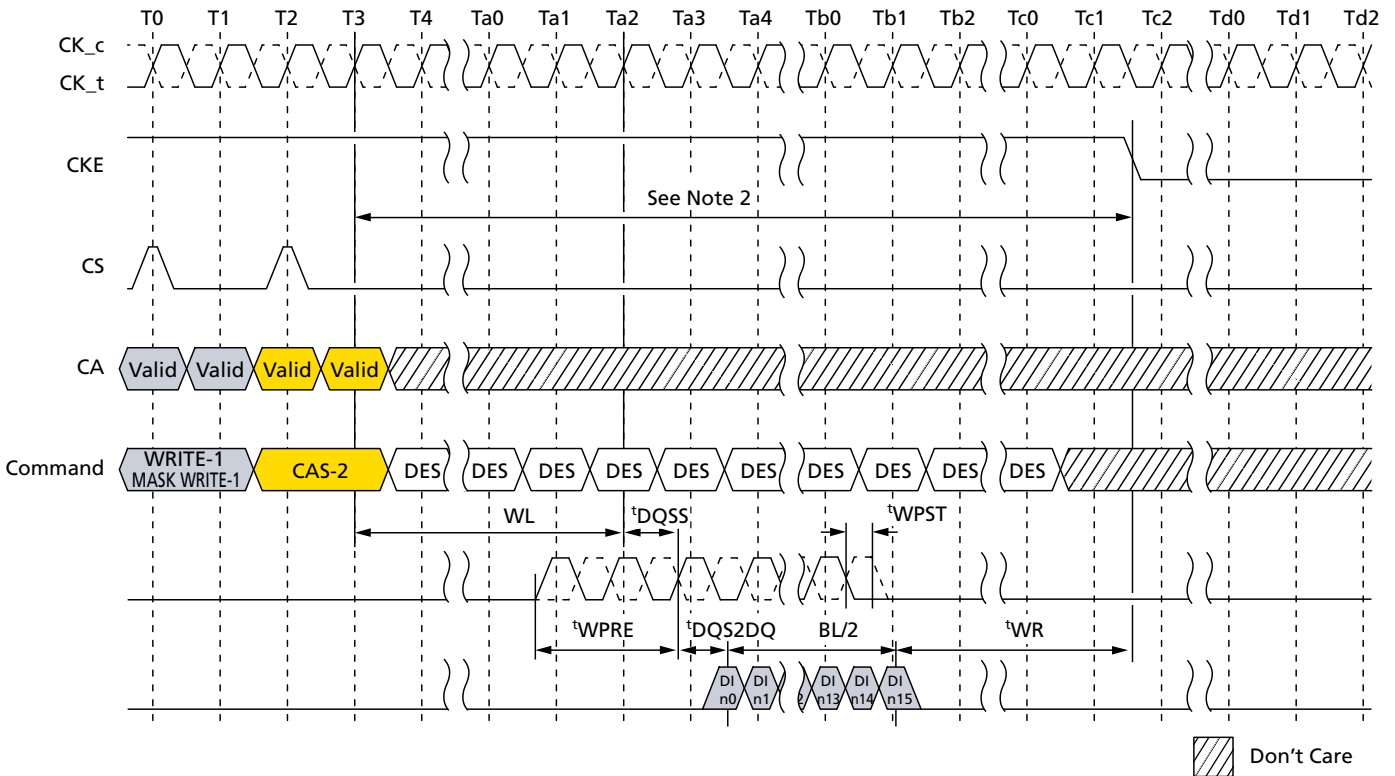 T0 T1 T2 T3 T4 Ta0 Ta1 Ta2 Ta3 Ta4 Tb0 Tb1 Tb2 Tc0 Tc1 Tc2 Td0 Td1 Td2
CK_c
CK_t
CKE
See Note 2
CS
CA Valid Valid Valid Valid
Command WRITE-1 MASK WRITE-1 CAS-2 DES DES DES DES DES DES DES DES DES DES
WL tDQSS tWPST
tWPRE tDQS2DQ BL/2 tWR
DI n0 DI n1 2 DI n13 DI n14 DI n15
Don't Care